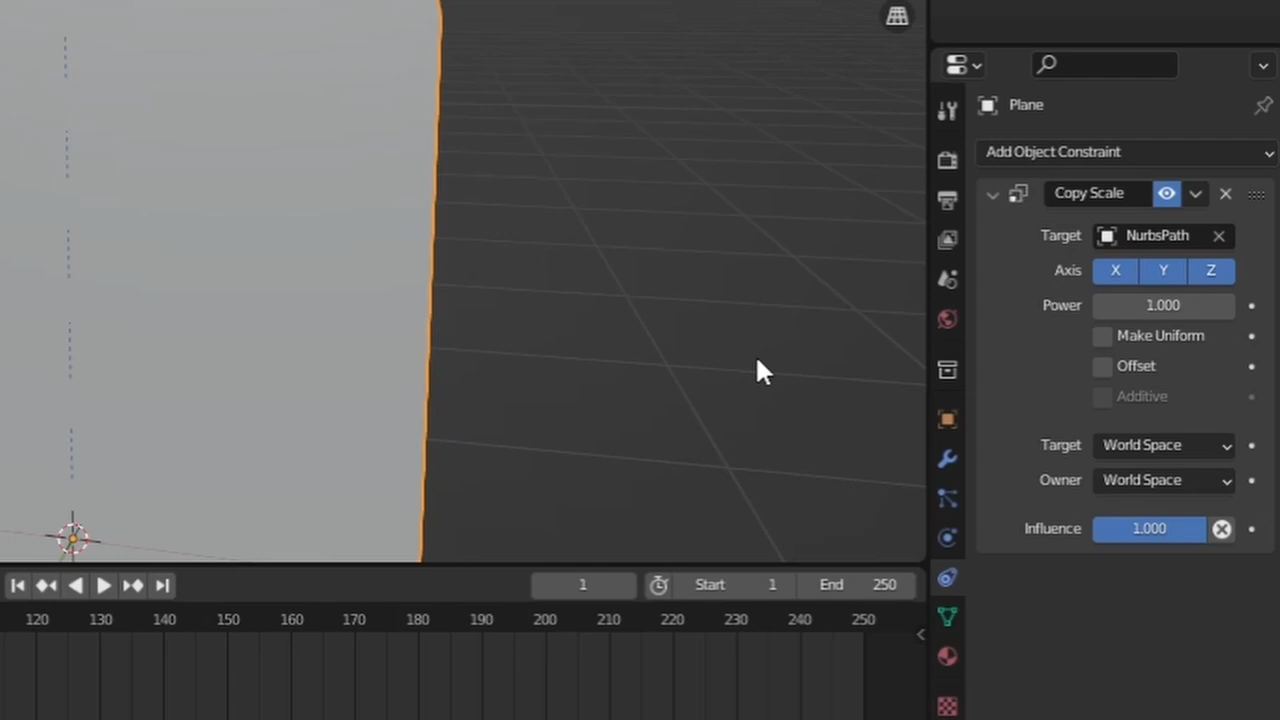 Plane
Add Object Constraint
Copy Scale
Target NurbsPath
Axis X Y Z
Power 1.000
Make Uniform
Offset
Additive
Target World Space
Owner World Space
Influence 1.000
1 Start 1 End 250
120 130 140 150 160 170 180 190 200 210 220 230 240 250